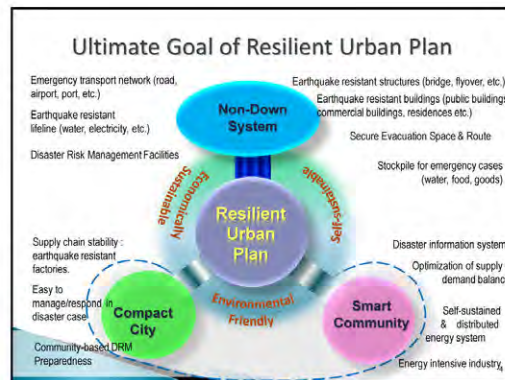 Ultimate Goal of Resilient Urban Plan
Emergency transport network (road,
airport, port, etc.)
Earthquake resistant
lifeline (water, electricity, etc.)
Disaster Risk Management Facilities
Non-Down
System
Earthquake resistant structures (bridge, flyover, etc.)
Earthquake resistant buildings (public buildings
commercial buildings, residences etc.)
Secure Evacuation Space & Route
Stockpile for emergency cases
(water, food, goods)
Economically
Sustainable
Self-sustainable
Resilient
Urban
Plan
Environmental
Friendly
Supply chain stability :
earthquake resistant
factories.
Easy to
manage/respond in
disaster case
Community-based DRM
Preparedness
Compact
City
Smart
Community
Disaster information system
Optimization of supply
demand balanc
Self-sustained
& distributed
energy system
Energy intensive industry
4